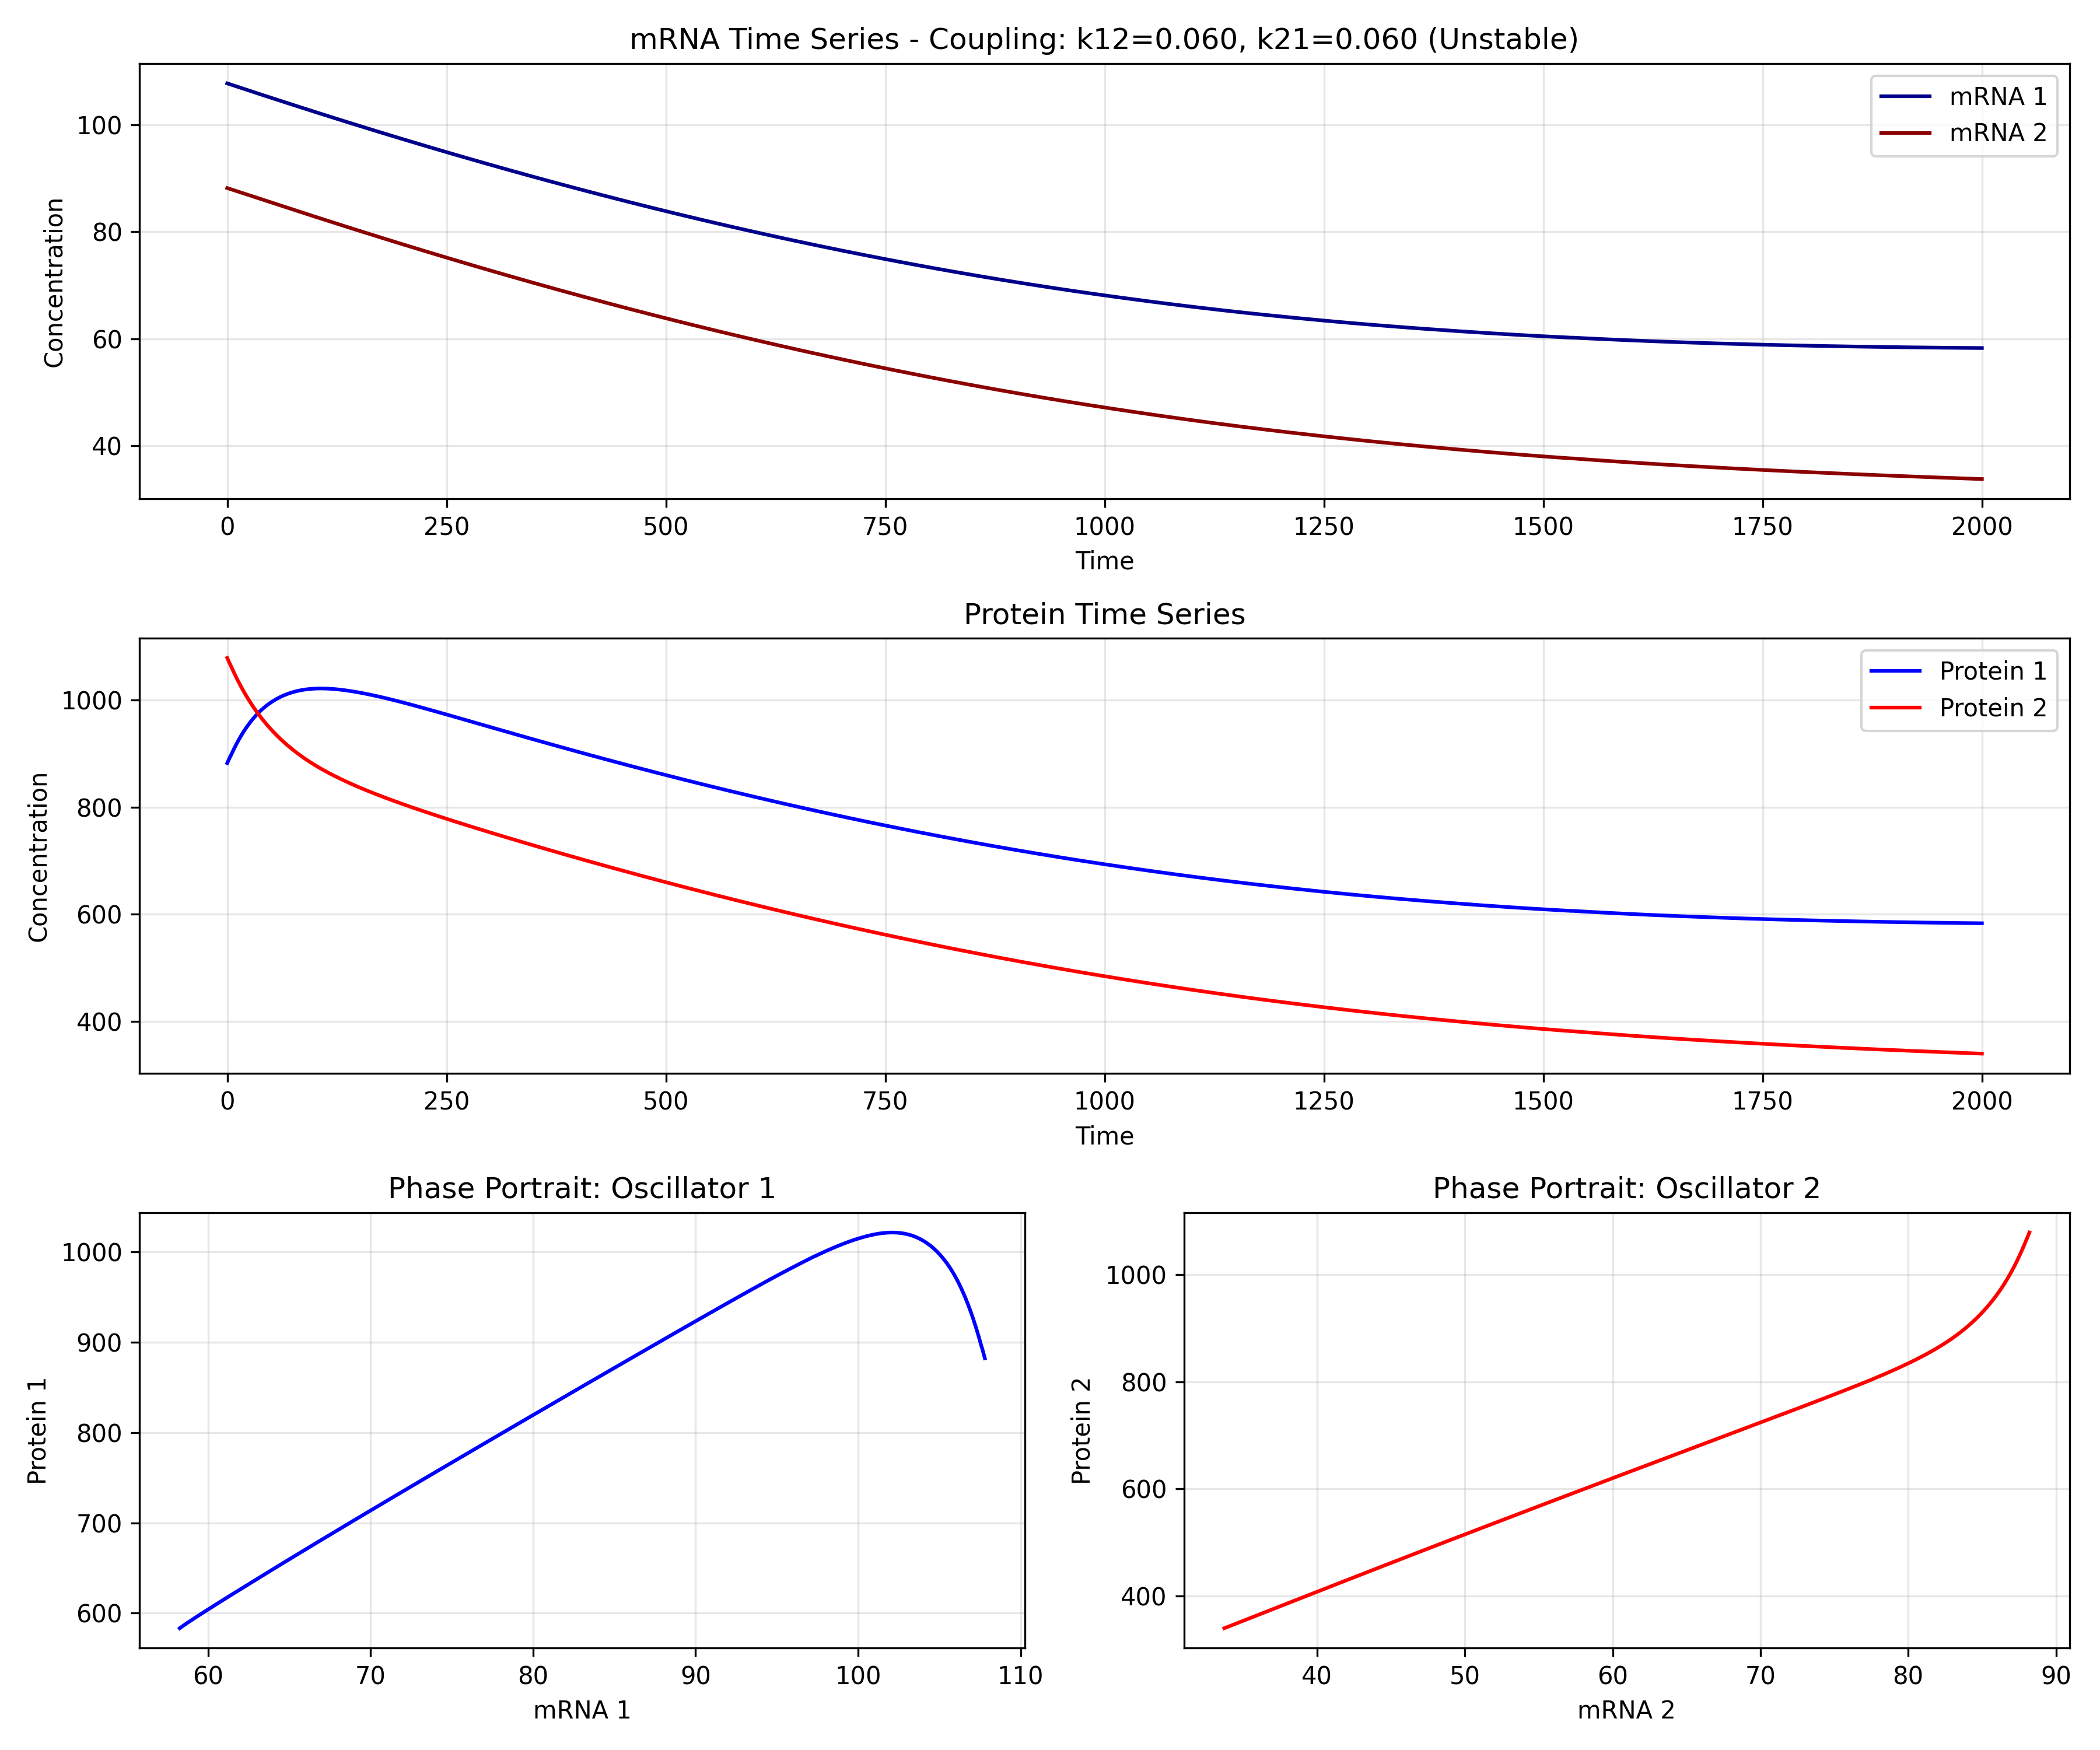 mRNA Time Series - Coupling: k12=0.060, k21=0.060 (Unstable)
mRNA 1
mRNA 2
Concentration
100
80
60
40
0 250 500 750 1000 1250 1500 1750 2000
Time
Protein Time Series
Protein 1
Protein 2
Concentration
1000
800
600
400
0 250 500 750 1000 1250 1500 1750 2000
Time
Phase Portrait: Oscillator 1
Protein 1
1000
900
800
700
600
60 70 80 90 100 110
mRNA 1
Phase Portrait: Oscillator 2
Protein 2
1000
800
600
400
40 50 60 70 80 90
mRNA 2